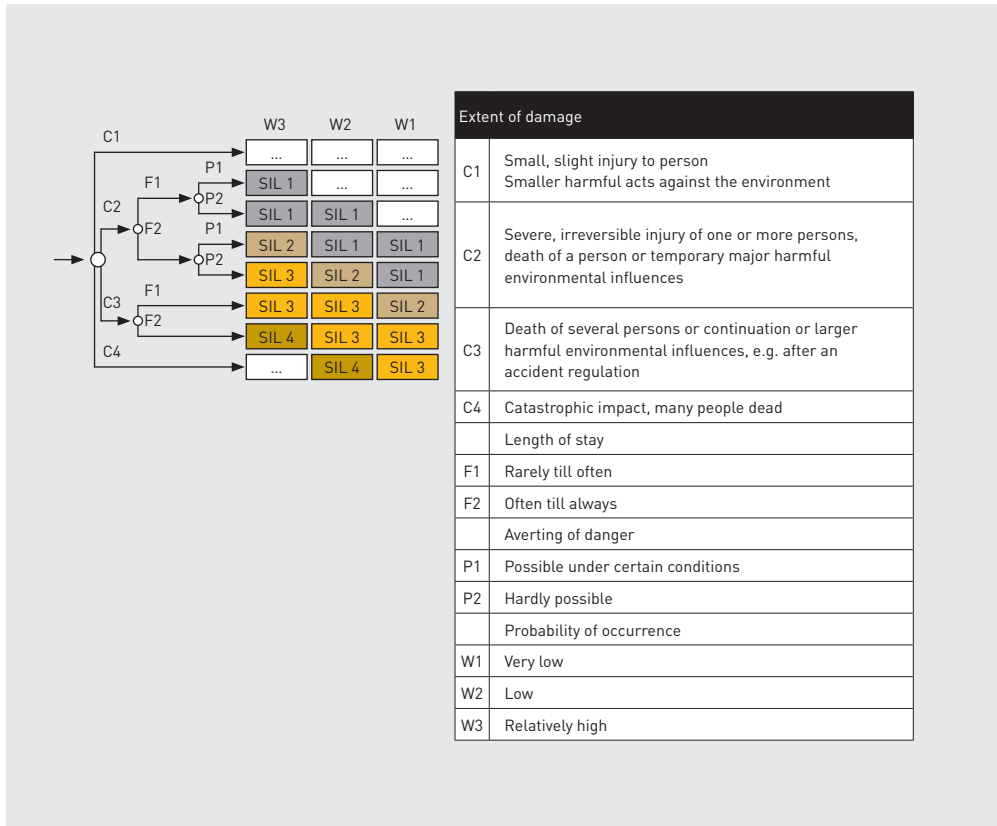 W3 W2 W1
C1
... ... ...
P1
F1
SIL 1 ... ...
P2
C2
SIL 1 SIL 1 ...
F2
P1
SIL 2 SIL 1 SIL 1
P2
SIL 3 SIL 2 SIL 1
F1
C3
SIL 3 SIL 3 SIL 2
F2
SIL 4 SIL 3 SIL 3
C4
... SIL 4 SIL 3
Extent of damage
C1
Small, slight injury to person
Smaller harmful acts against the environment
C2
Severe, irreversible injury of one or more persons,
death of a person or temporary major harmful
environmental influences
C3
Death of several persons or continuation or larger
harmful environmental influences, e.g. after an
accident regulation
C4 Catastrophic impact, many people dead
Length of stay
F1 Rarely till often
F2 Often till always
Averting of danger
P1 Possible under certain conditions
P2 Hardly possible
Probability of occurrence
W1 Very low
W2 Low
W3 Relatively high